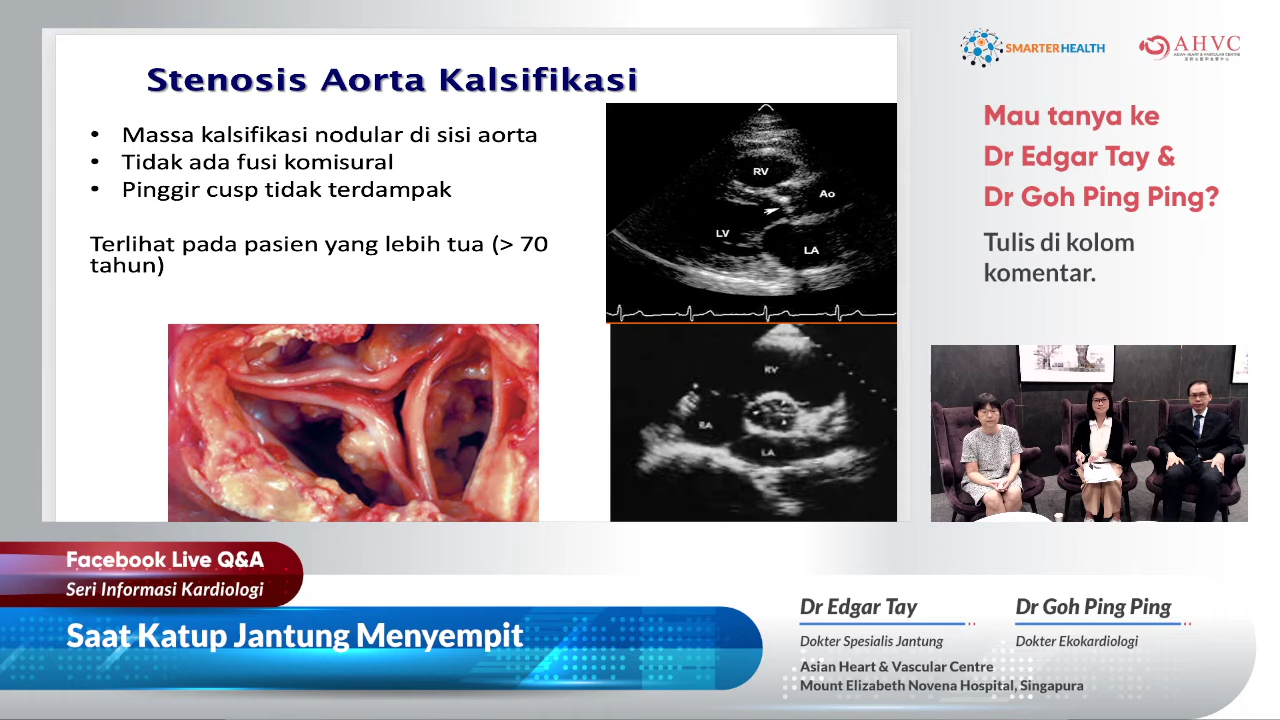 Stenosis Aorta Kalsifikasi
• Massa kalsifikasi nodular di sisi aorta
• Tidak ada fusi komisural
• Pinggir cusp tidak terdampak
Terlihat pada pasien yang lebih tua (> 70
tahun)
RV
Ao
LV
LA
RV
RA
LA
SMARTERHEALTH
AHVC
ASIAN HEART & VASCULAR CENTRE
Mau tanya ke
Dr Edgar Tay &
Dr Goh Ping Ping?
Tulis di kolom
komentar.
Facebook Live Q&A
Seri Informasi Kardiologi
Saat Katup Jantung Menyempit
Dr Edgar Tay
Dokter Spesialis Jantung
Dr Goh Ping Ping
Dokter Ekokardiologi
Asian Heart & Vascular Centre
Mount Elizabeth Novena Hospital, Singapura